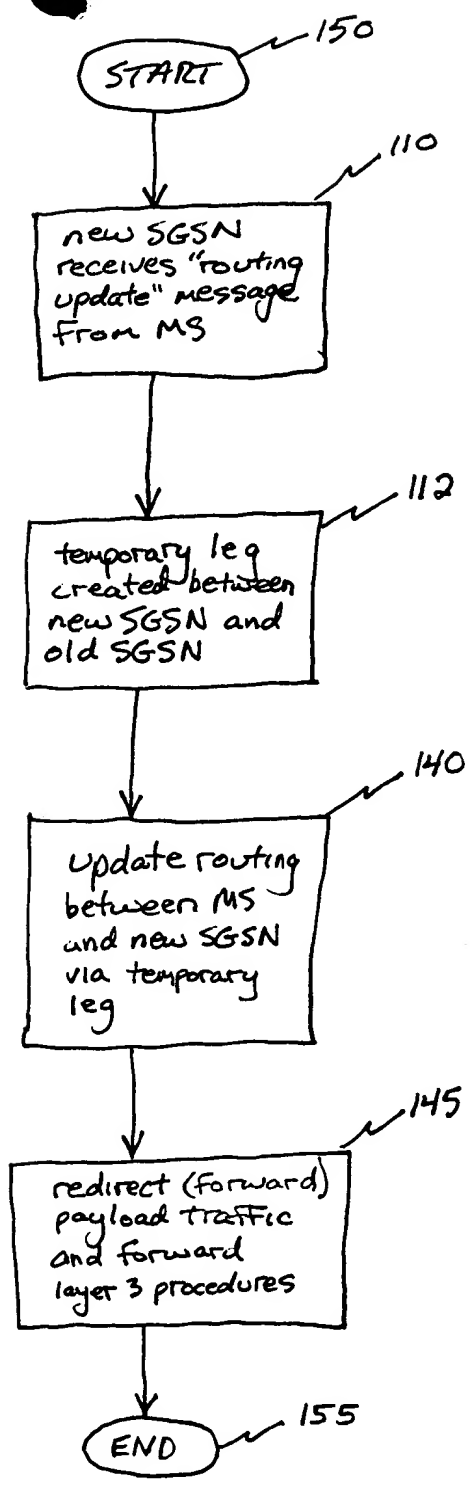 START
150
110
new SGSN
receives "routing
update" message
from MS
112
temporary leg
created between
new SGSN and
old SGSN
140
update routing
between MS
and new SGSN
via temporary
leg
145
redirect (forward)
payload traffic
and forward
layer 3 procedures
END
155